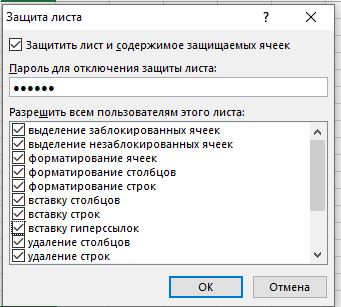 Защита листа
Защитить лист и содержимое защищаемых ячеек
Пароль для отключения защиты листа:
••••••
Разрешить всем пользователям этого листа:
выделение заблокированных ячеек
выделение незаблокированных ячеек
форматирование ячеек
форматирование столбцов
форматирование строк
вставку столбцов
вставку строк
вставку гиперссылок
удаление столбцов
удаление строк
ОК Отмена